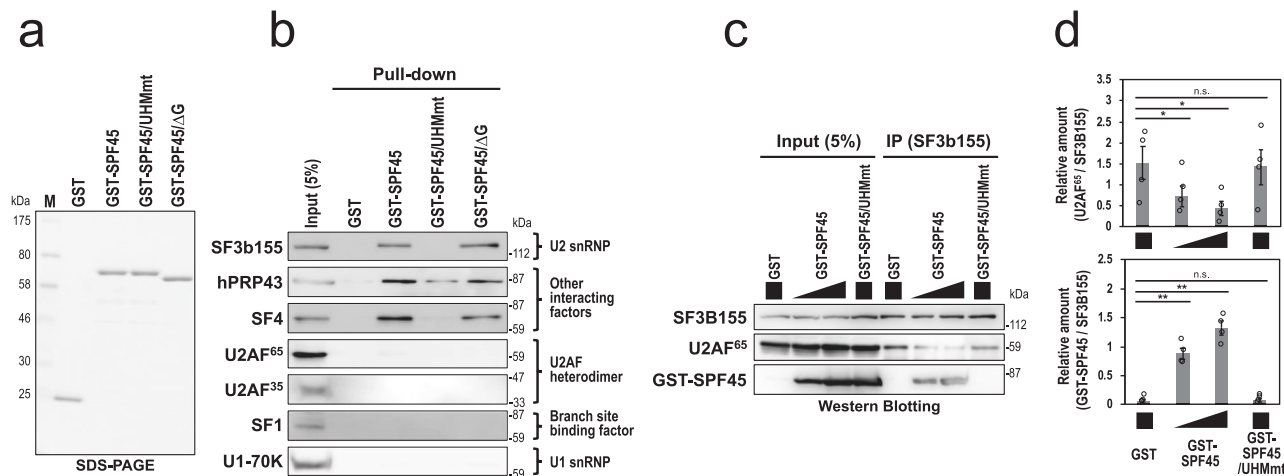 a
b
c
d
kDa
M
GST
GST-SPF45
GST-SPF45/UHMmt
GST-SPF45/ΔG
175
80
58
46
30
25
SDS-PAGE
Pull-down
Input (5%)
GST
GST-SPF45
GST-SPF45/UHMmt
GST-SPF45/ΔG
kDa
SF3b155
-112
U2 snRNP
hPRP43
-87
Other
interacting
factors
SF4
-87
-59
U2AF65
-59
U2AF heterodimer
U2AF35
-47
-33
SF1
-87
-59
Branch site
binding factor
U1-70K
-59
U1 snRNP
Input (5%)
IP (SF3b155)
GST
GST-SPF45
GST-SPF45/UHMmt
GST
GST-SPF45
GST-SPF45/UHMmt
kDa
SF3B155
-112
U2AF65
-59
GST-SPF45
-87
Western Blotting
Relative amount
(U2AF65 / SF3B155)
3.5
3
2.5
2
1.5
1
0.5
0
n.s.
*
*
Relative amount
(GST-SPF45 / SF3B155)
3.5
3
2.5
2
1.5
1
0.5
0
n.s.
**
**
GST
GST-
SPF45
GST-
SPF45
/UHMmt